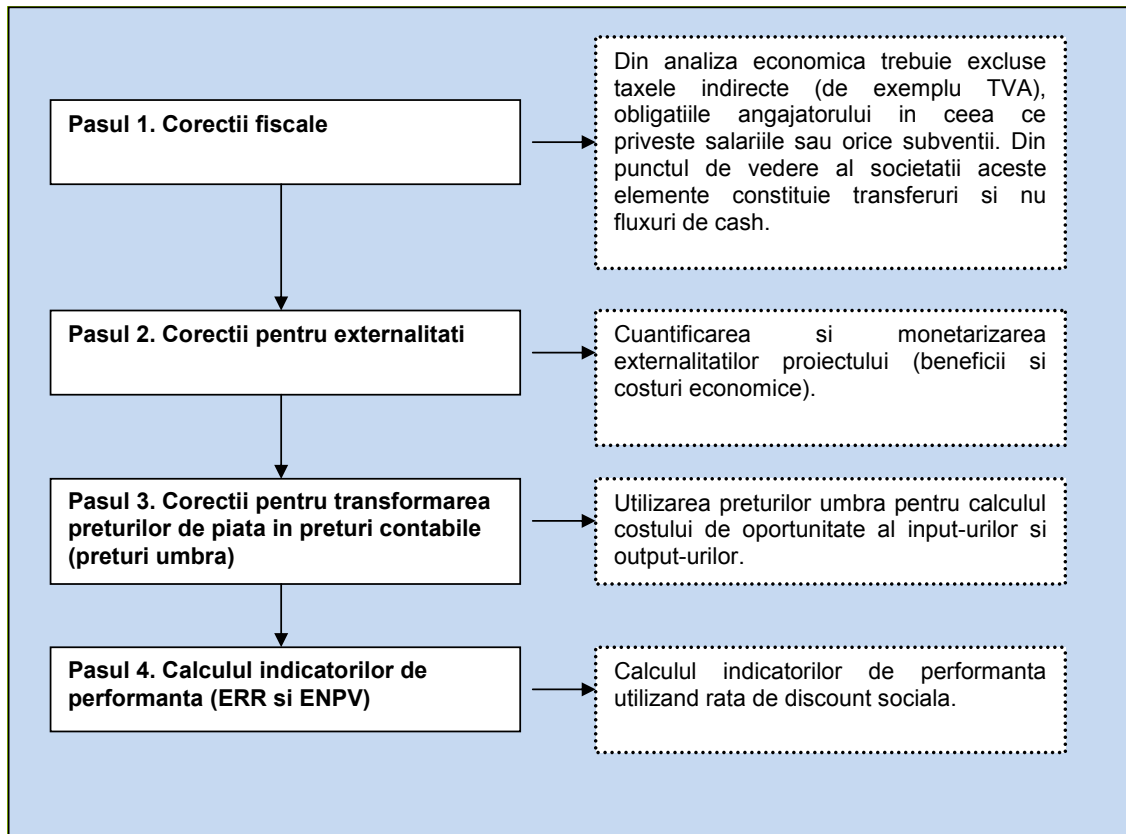 Pasul 1. Corectii fiscale
Din analiza economica trebuie excluse
taxele indirecte (de exemplu TVA),
obligatiile angajatorului in ceea ce
priveste salariile sau orice subventii. Din
punctul de vedere al societatii aceste
elemente constituie transferuri si nu
fluxuri de cash.
Pasul 2. Corectii pentru externalitati
Cuantificarea si monetarizarea
externalitatilor proiectului (beneficii si
costuri economice).
Pasul 3. Corectii pentru transformarea
preturilor de piata in preturi contabile
(preturi umbra)
Utilizarea preturilor umbra pentru calculul
costului de oportunitate al input-urilor si
output-urilor.
Pasul 4. Calculul indicatorilor de
performanta (ERR si ENPV)
Calculul indicatorilor de performanta
utilizand rata de discount sociala.